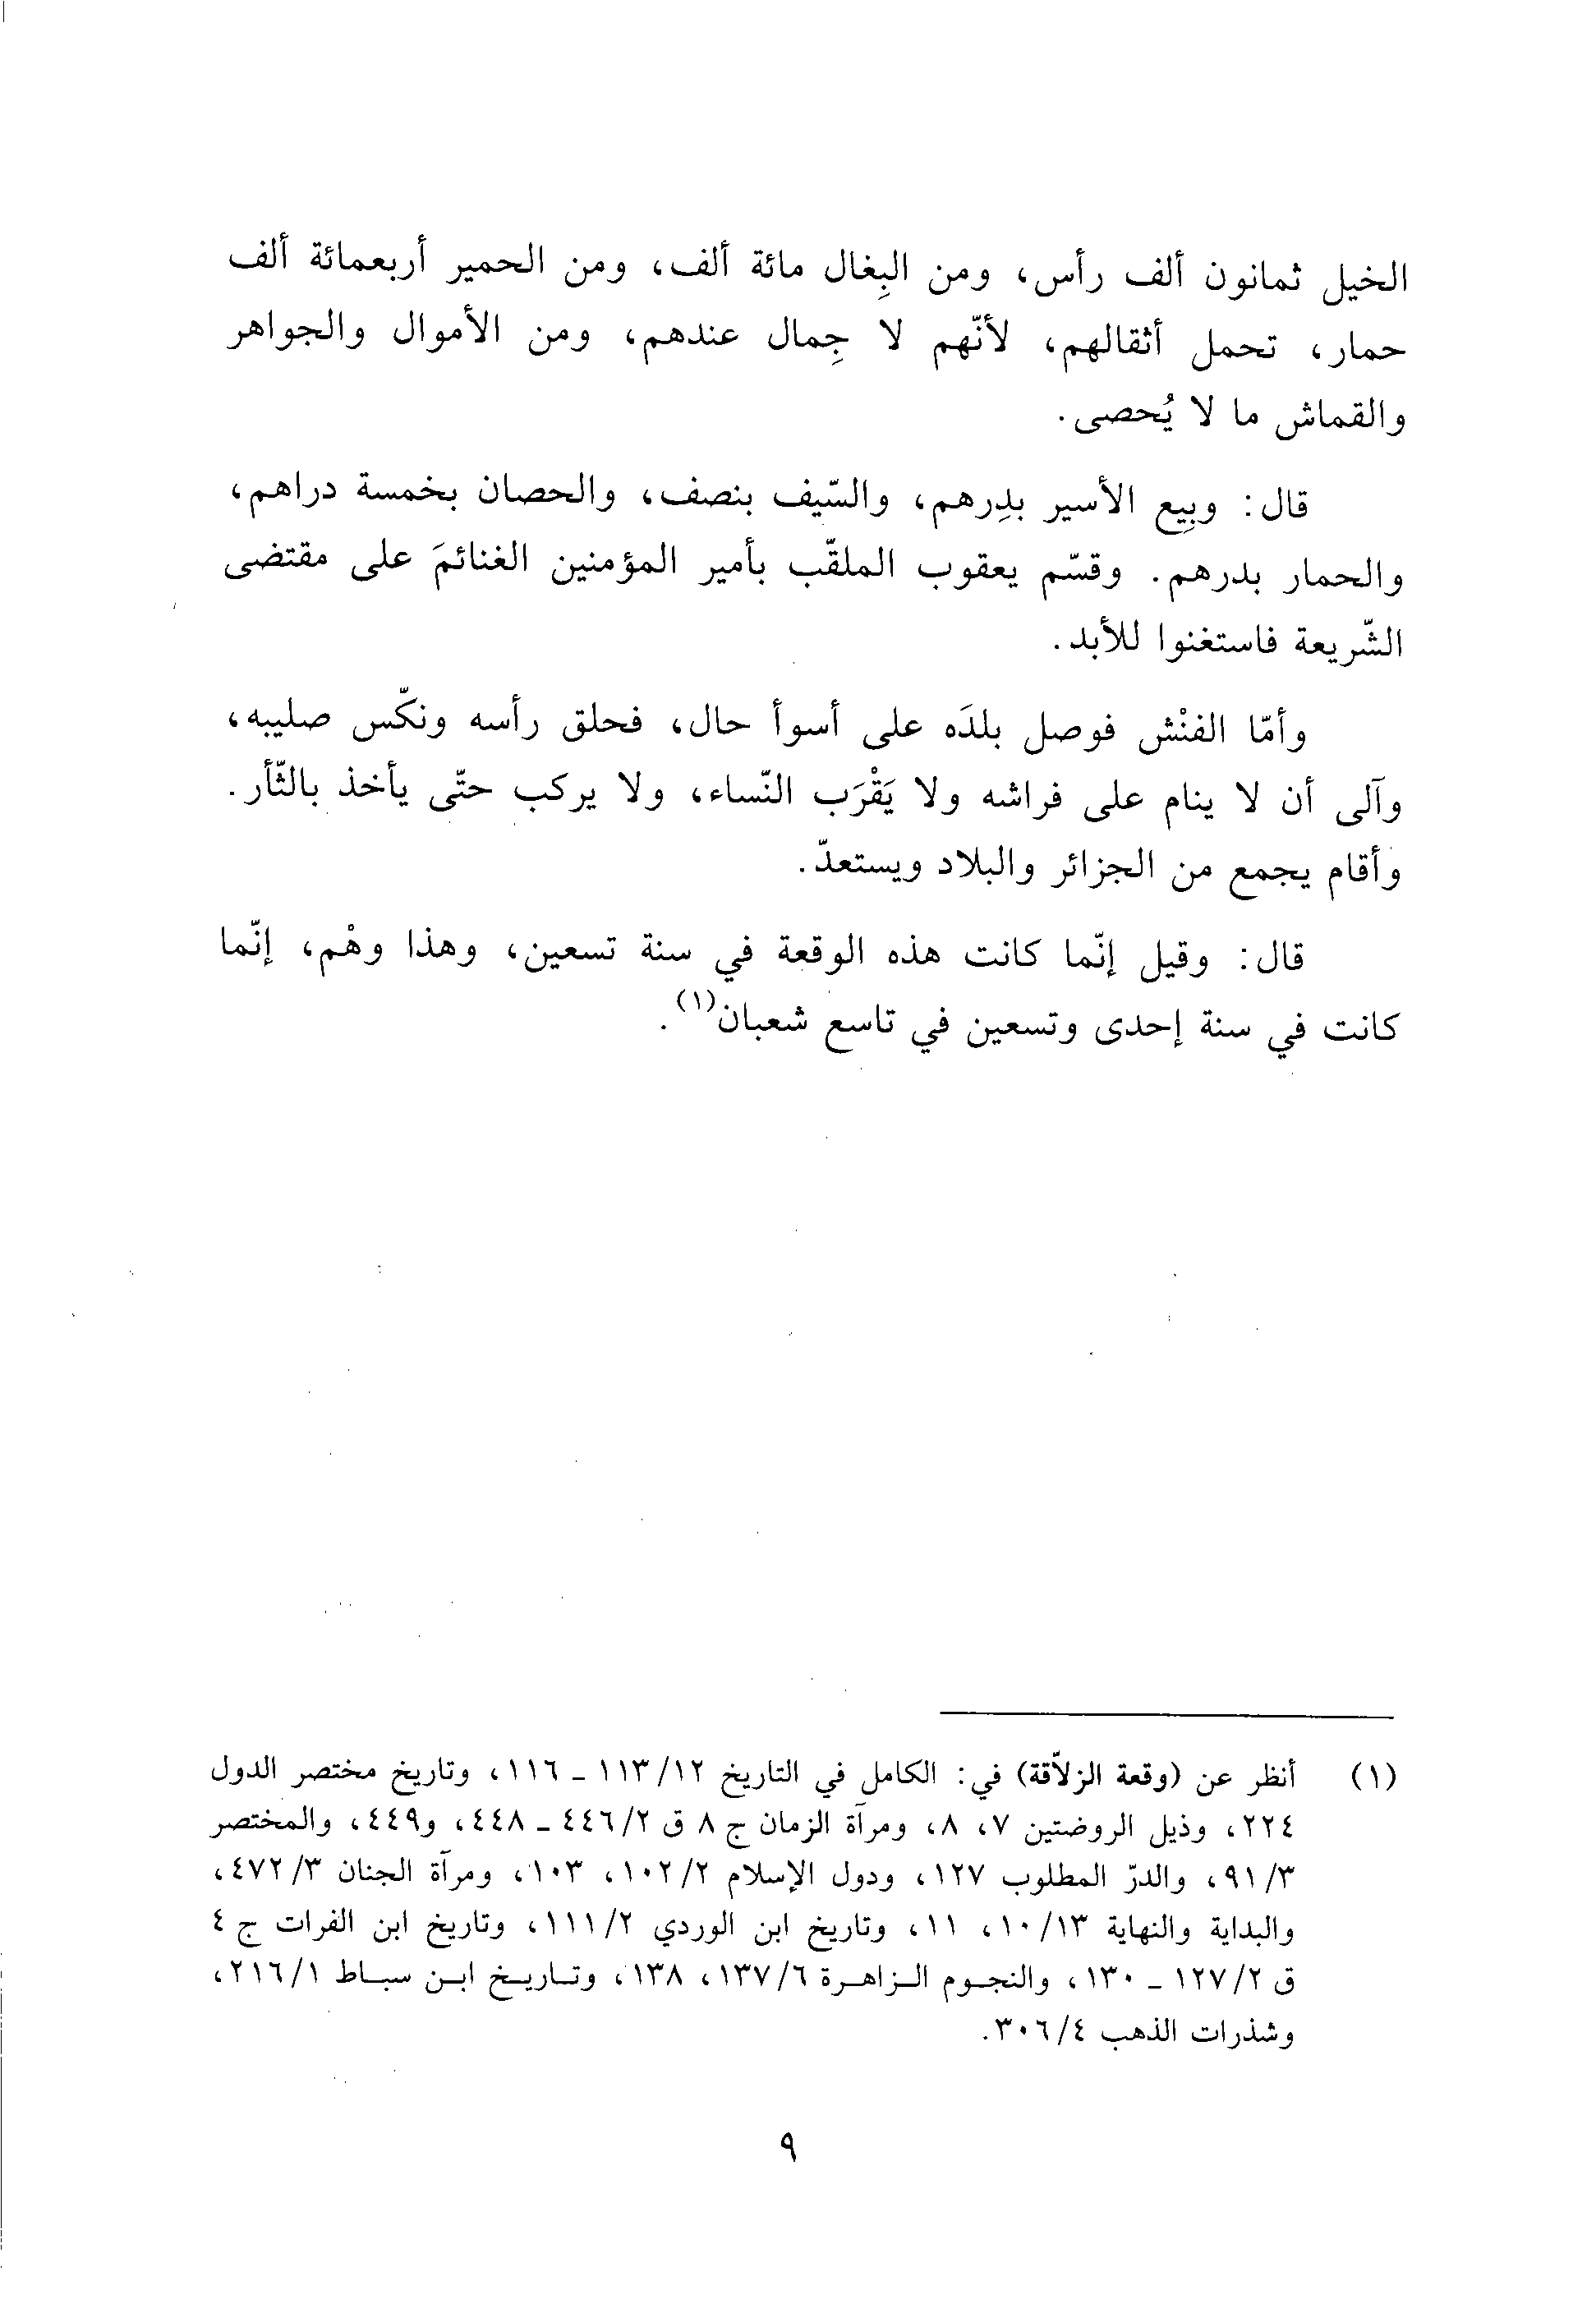 الخيل ثمانون ألف رأس، ومن البِغال مائة ألف، ومن الحمير أربعمائة ألف
حمار، تحمل أثقالهم، لأنّهم لا جِمال عندهم، ومن الأموال والجواهر
والقماش ما لا يُحصى.
قال: وبِيع الأسير بدِرهم، والسّيف بنصف، والحصان بخمسة دراهم،
والحمار بدرهم. وقسّم يعقوب الملقّب بأمير المؤمنين الغنائمَ على مقتضى
الشّريعة فاستغنوا للأبد.
وأمّا الفنْش فوصل بلدَه على أسوأ حال، فحلق رأسه ونكّس صليبه،
وآلى أن لا ينام على فراشه ولا يَقْرَب النّساء، ولا يركب حتّى يأخذ بالثّأر.
وأقام يجمع من الجزائر والبلاد ويستعدّ.
قال: وقيل إنّما كانت هذه الوقعة في سنة تسعين، وهذا وهْم، إنّما
كانت في سنة إحدى وتسعين في تاسع شعبان(١).
(١) أنظر عن (وقعة الزلاّقة) في: الكامل في التاريخ ١١٣/١٢ ـ ١١٦، وتاريخ مختصر الدول
٢٢٤، وذيل الروضتين ٧، ٨، ومرآة الزمان ج ٨ ق ٤٤٦/٢ ـ ٤٤٨، و٤٤٩، والمختصر
٩١/٣، والدرّ المطلوب ١٢٧، ودول الإسلام ١٠٢/٢، ١٠٣، ومرآة الجنان ٤٧٢/٣،
والبداية والنهاية ١٠/١٣، ١١، وتاريخ ابن الوردي ١١١/٢، وتاريخ ابن الفرات ج ٤
ق ١٢٧/٢ ـ ١٣٠، والنجوم الزاهرة ١٣٧/٦، ١٣٨، وتاريخ ابن سباط ٢١٦/١،
وشذرات الذهب ٣٠٦/٤.
٩